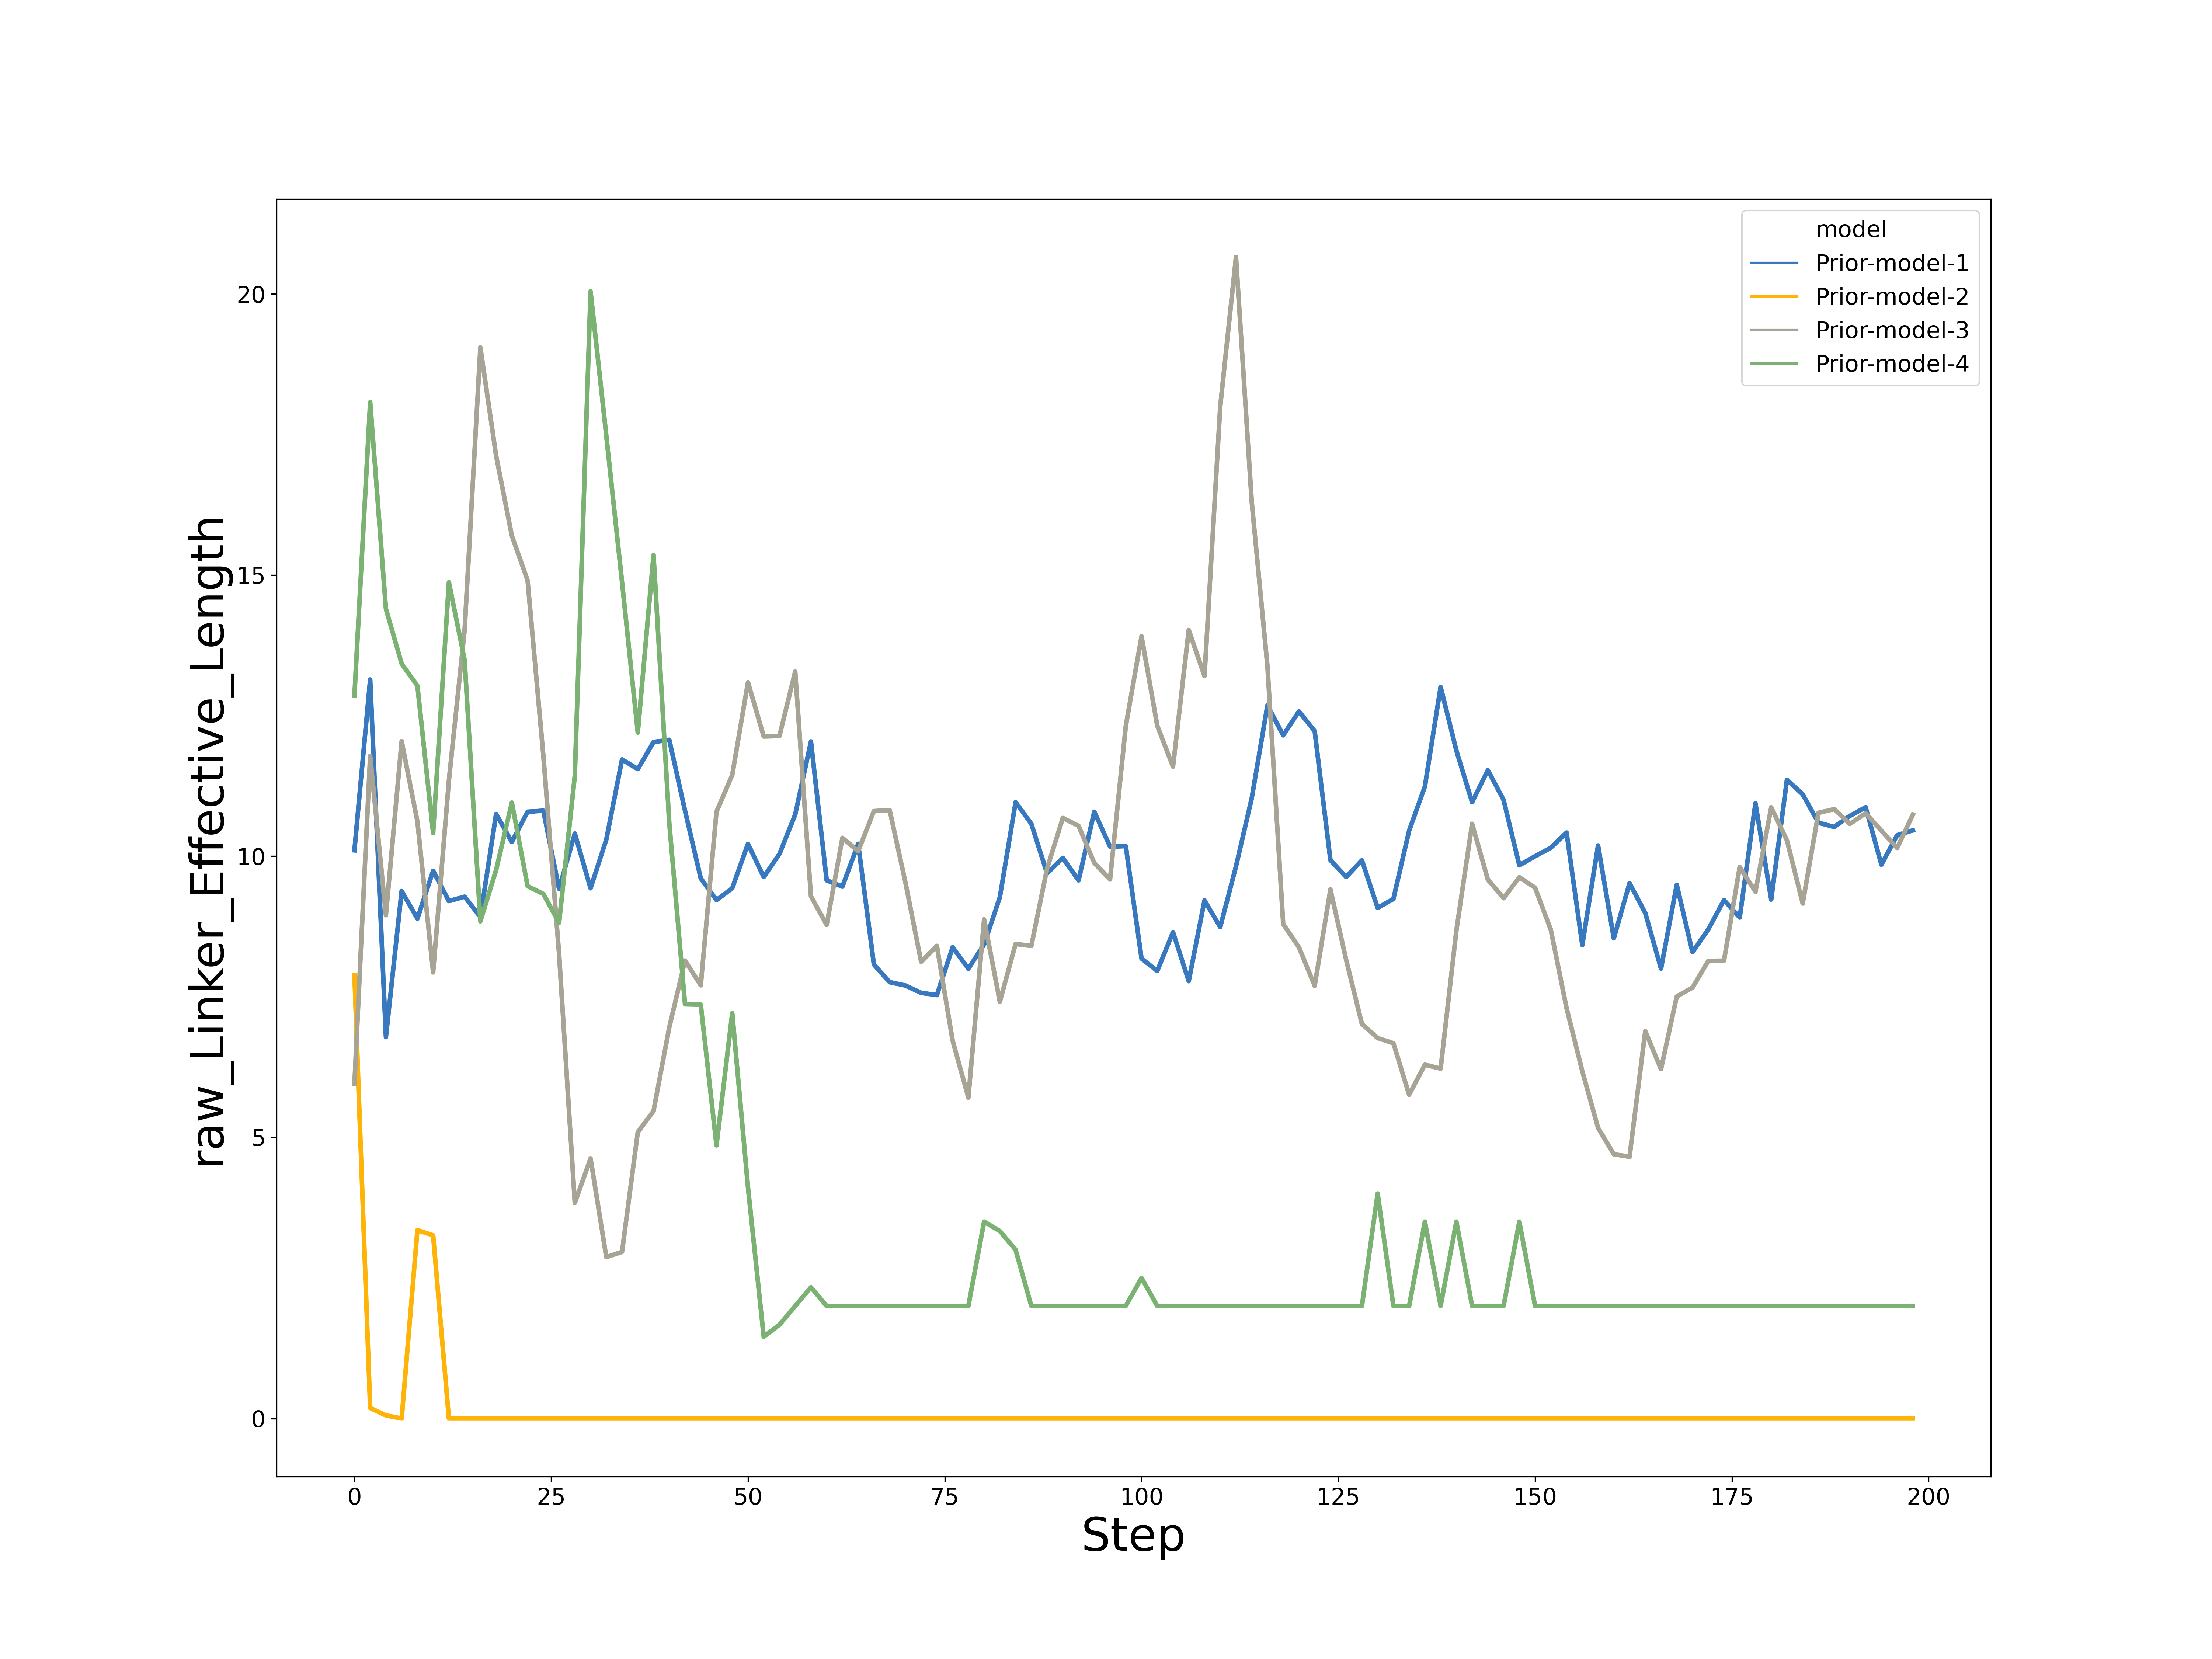 model
Prior-model-1
Prior-model-2
Prior-model-3
Prior-model-4
raw_Linker_Effective_Length
20
15
10
5
0
0 25 50 75 100 125 150 175 200
Step